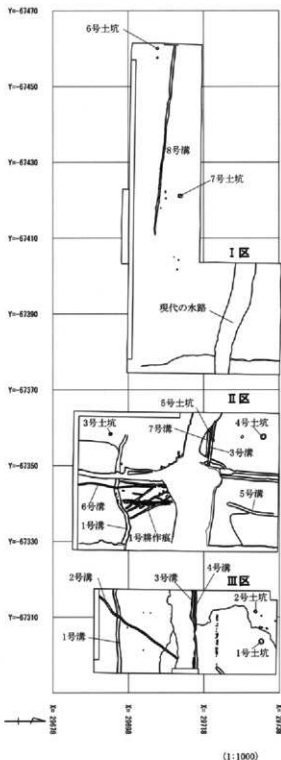 Y=-67470
6号土坑
Y=-67450
8号溝
Y=-67430
7号土坑
Y=-67410
I区
Y=-67390
現代の水路
Y=-67370
II区
5号土坑
3号土坑
7号溝
4号土坑
3号溝
Y=-67350
6号溝
5号溝
1号溝
1号耕作痕
Y=-67330
III区
3号溝
4号溝
2号溝
2号土坑
Y=-67310
1号溝
1号土坑
X=
X=
X=
X=
(1:1000)